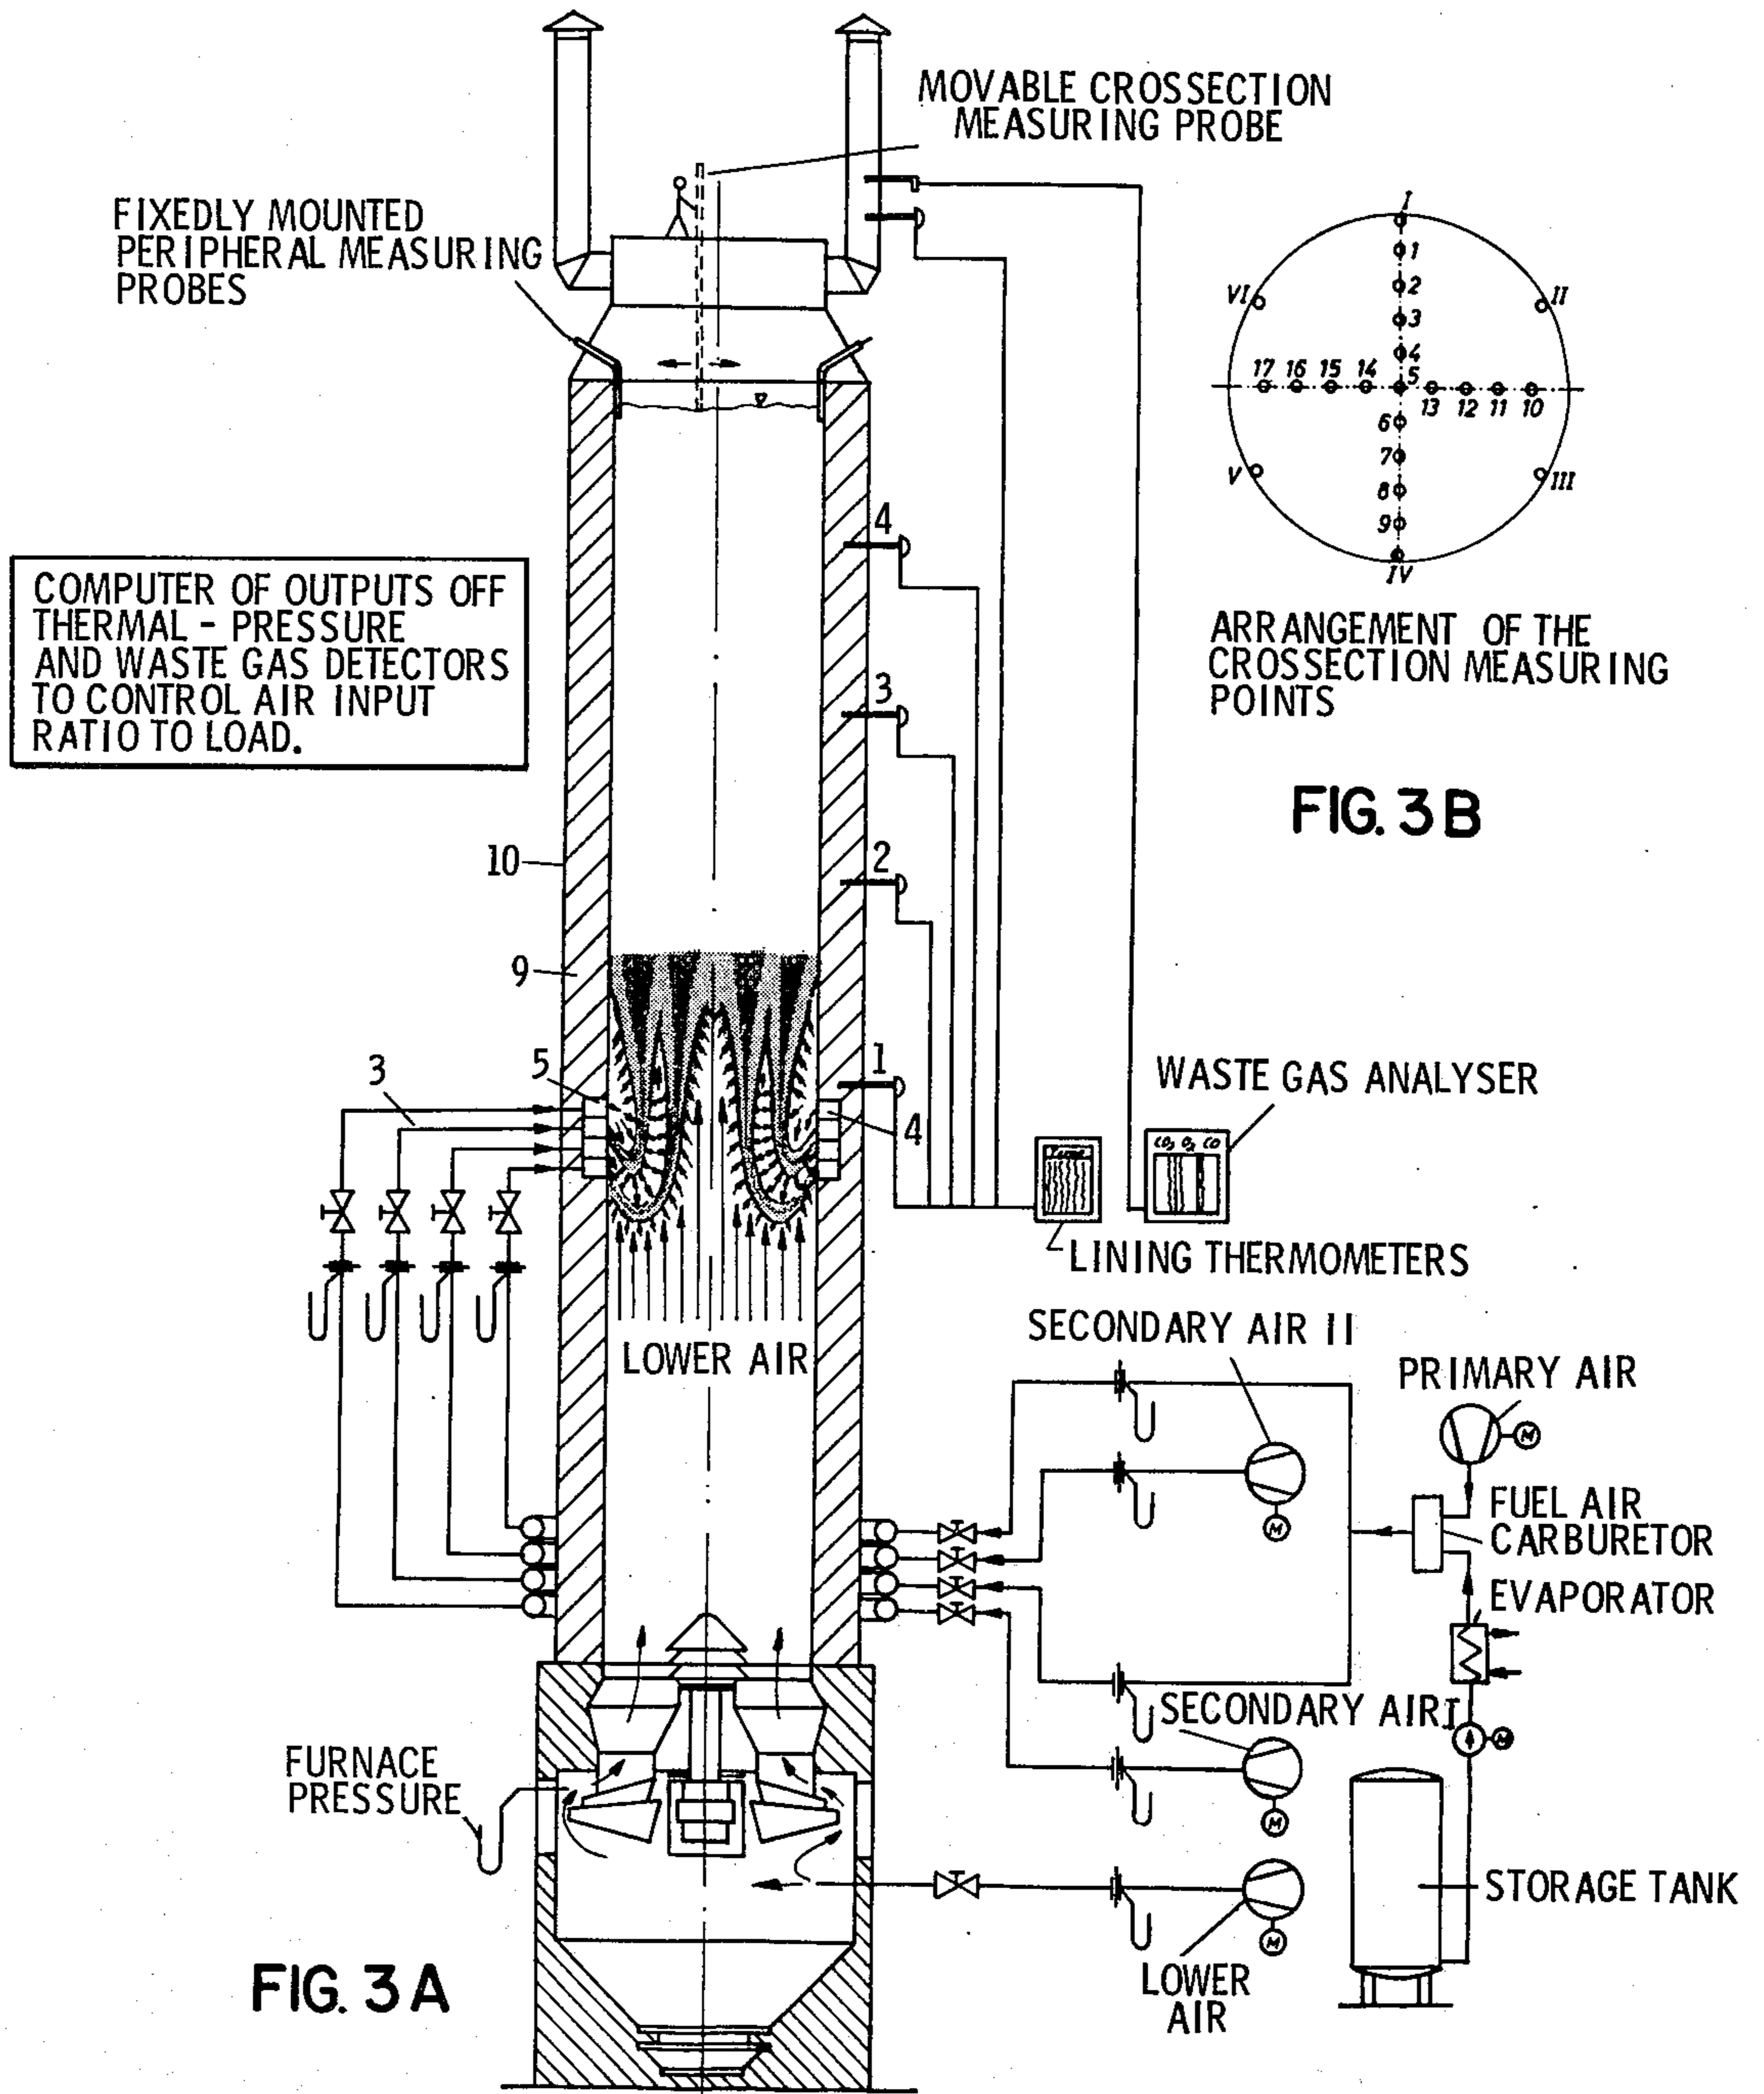 MOVABLE CROSSECTION
MEASURING PROBE
FIXEDLY MOUNTED
PERIPHERAL MEASURING
PROBES
I
1
2
3
4
5
6
7
8
9
IV
VI
II
V
III
17 16 15 14
13 12 11 10
ARRANGEMENT OF THE
CROSSECTION MEASURING
POINTS
FIG. 3B
COMPUTER OF OUTPUTS OFF
THERMAL - PRESSURE
AND WASTE GAS DETECTORS
TO CONTROL AIR INPUT
RATIO TO LOAD.
4
3
2
1
10
9
5
3
4
WASTE GAS ANALYSER
CO₂ O₂ CO
LINING THERMOMETERS
LOWER AIR
SECONDARY AIR II
M
PRIMARY AIR
M
FUEL AIR
CARBURETOR
EVAPORATOR
M
SECONDARY AIR I
M
FURNACE
PRESSURE
STORAGE TANK
LOWER
AIR
M
FIG. 3A